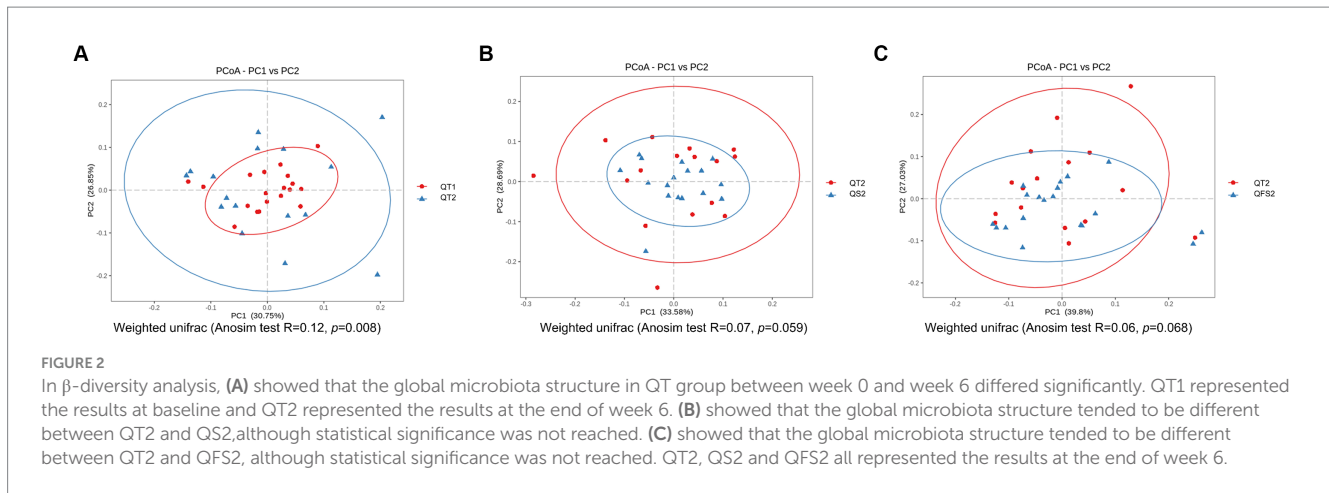 A
PCoA - PC1 vs PC2
PC2 (26.85%)
0.2
0.1
0.0
-0.1
-0.2
-0.2
-0.1
0.0
0.1
0.2
PC1 (30.75%)
QT1
QT2
Weighted unifrac (Anosim test R=0.12, p=0.008)
B
PCoA - PC1 vs PC2
PC2 (28.69%)
0.2
0.1
0.0
-0.1
-0.2
-0.3
-0.2
-0.1
0.0
0.1
0.2
PC1 (33.58%)
QT2
QS2
Weighted unifrac (Anosim test R=0.07, p=0.059)
C
PCoA - PC1 vs PC2
PC2 (27.03%)
0.2
0.1
0.0
-0.1
-0.2
-0.2
-0.1
0.0
0.1
0.2
PC1 (39.8%)
QT2
QFS2
Weighted unifrac (Anosim test R=0.06, p=0.068)
FIGURE 2
In β-diversity analysis, (A) showed that the global microbiota structure in QT group between week 0 and week 6 differed significantly. QT1 represented
the results at baseline and QT2 represented the results at the end of week 6. (B) showed that the global microbiota structure tended to be different
between QT2 and QS2,although statistical significance was not reached. (C) showed that the global microbiota structure tended to be different
between QT2 and QFS2, although statistical significance was not reached. QT2, QS2 and QFS2 all represented the results at the end of week 6.